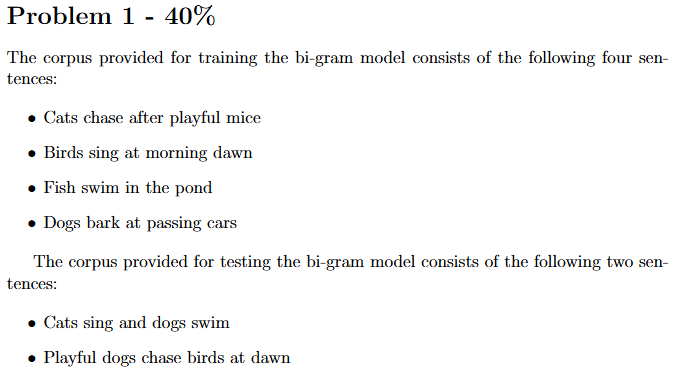 Problem 1 - 40%
The corpus provided for training the bi-gram model consists of the following four sen-
tences:
• Cats chase after playful mice
• Birds sing at morning dawn
• Fish swim in the pond
• Dogs bark at passing cars
The corpus provided for testing the bi-gram model consists of the following two sen-
tences:
• Cats sing and dogs swim
• Playful dogs chase birds at dawn